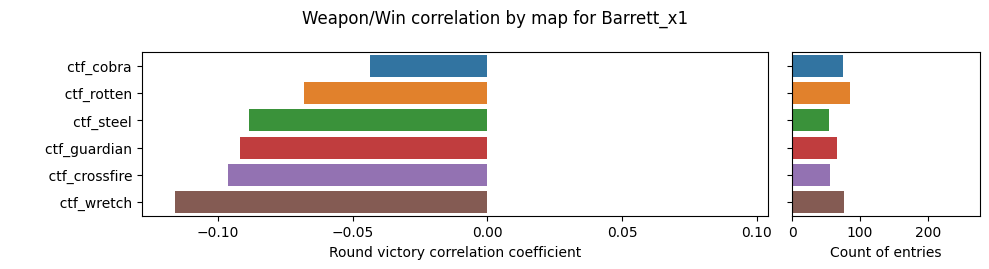 Weapon/Win correlation by map for Barrett_x1
ctf_cobra
ctf_rotten
ctf_steel
ctf_guardian
ctf_crossfire
ctf_wretch
−0.10 −0.05 0.00 0.05 0.10
0 100 200
Round victory correlation coefficient
Count of entries